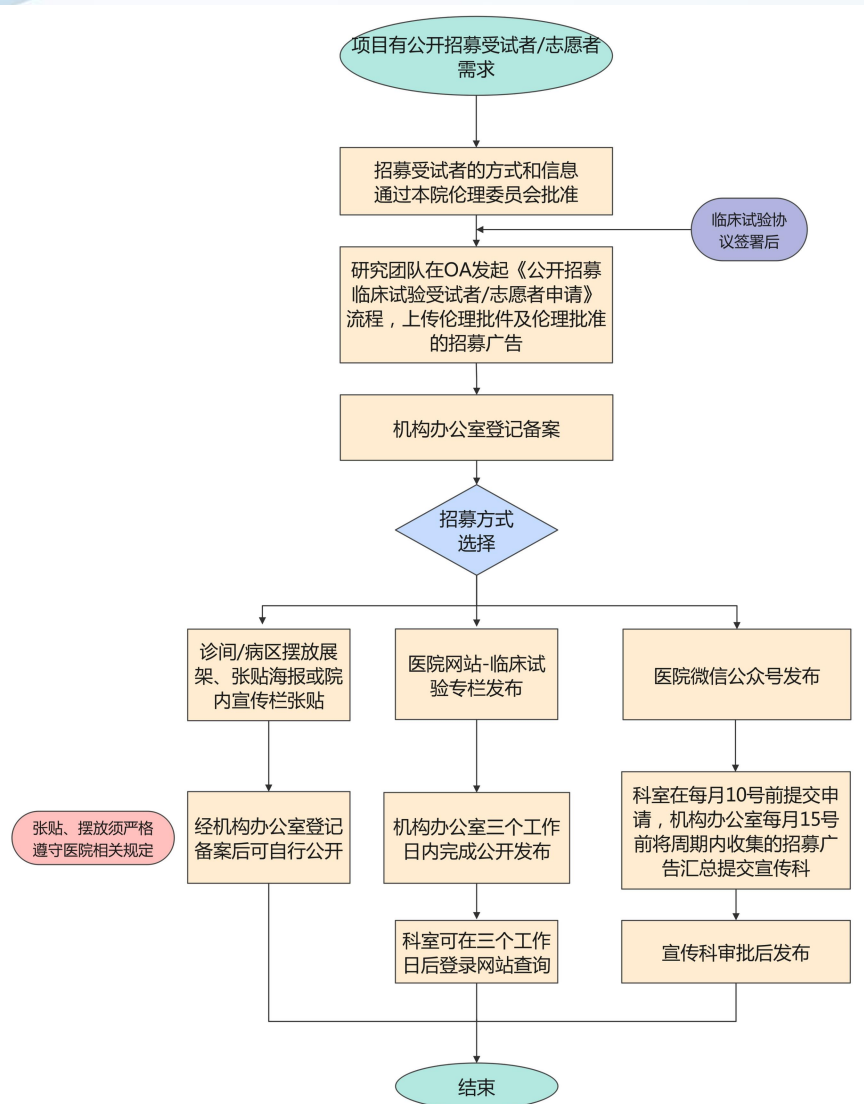 项目有公开招募受试者/志愿者
需求
招募受试者的方式和信息
通过本院伦理委员会批准
临床试验协
议签署后
研究团队在OA发起《公开招募
临床试验受试者/志愿者申请》
流程，上传伦理批件及伦理批准
的招募广告
机构办公室登记备案
招募方式
选择
诊间/病区摆放展
架、张贴海报或院
内宣传栏张贴
医院网站-临床试
验专栏发布
医院微信公众号发布
张贴、摆放须严格
遵守医院相关规定
经机构办公室登记
备案后可自行公开
机构办公室三个工作
日内完成公开发布
科室在每月10号前提交申
请，机构办公室每月15号
前将周期内收集的招募广
告汇总提交宣传科
科室可在三个工作
日后登录网站查询
宣传科审批后发布
结束